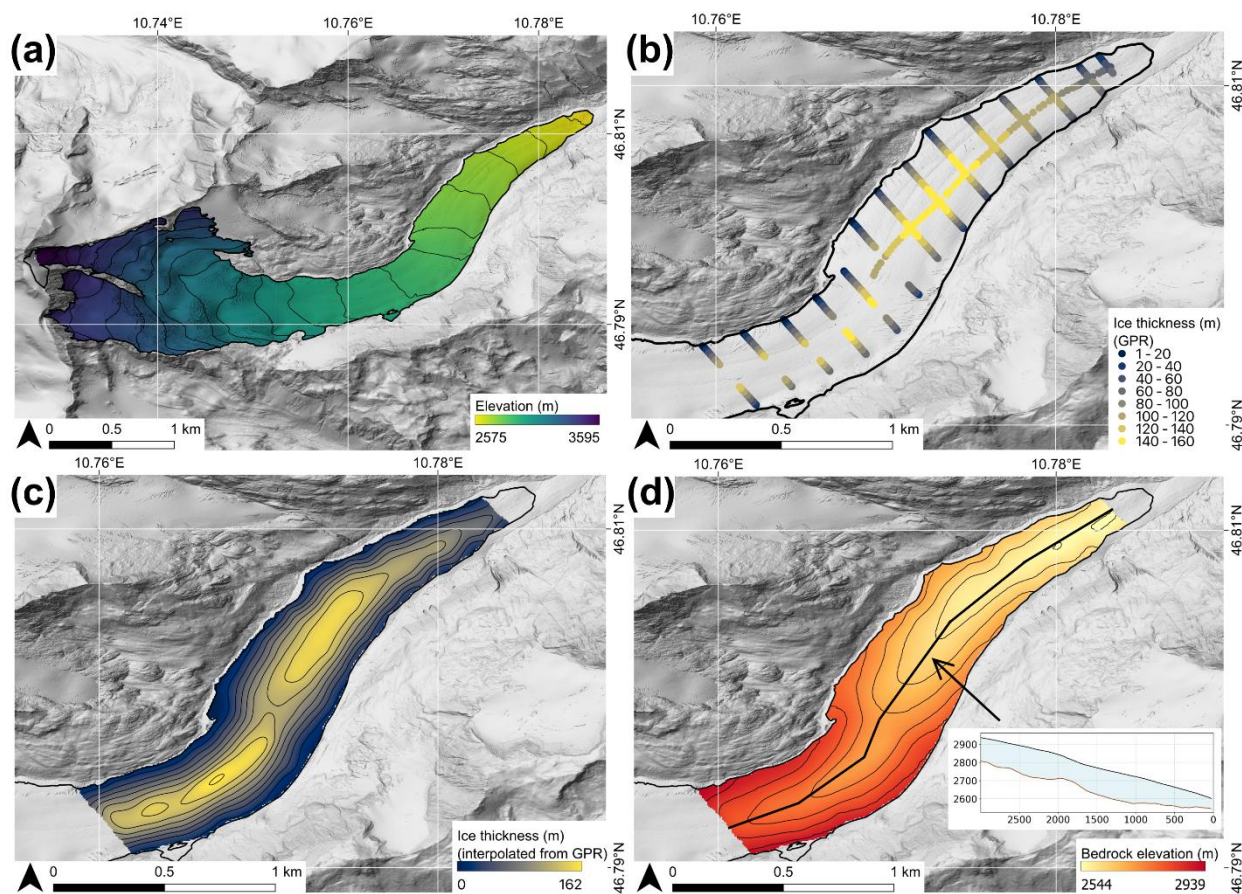 10.74°E 10.76°E 10.78°E
(a)
46.81°N
46.79°N
Elevation (m)
2575 3595
0 0.5 1 km
10.76°E 10.78°E
(b)
46.81°N
46.79°N
Ice thickness (m)
(GPR)
1 - 20
20 - 40
40 - 60
60 - 80
80 - 100
100 - 120
120 - 140
140 - 160
0 0.5 1 km
10.76°E 10.78°E
(c)
46.81°N
46.79°N
Ice thickness (m)
(interpolated from GPR)
0 162
0 0.5 1 km
10.76°E 10.78°E
(d)
46.81°N
46.79°N
2900
2800
2700
2600
2500 2000 1500 1000 500 0
Bedrock elevation (m)
2544 2939
0 0.5 1 km